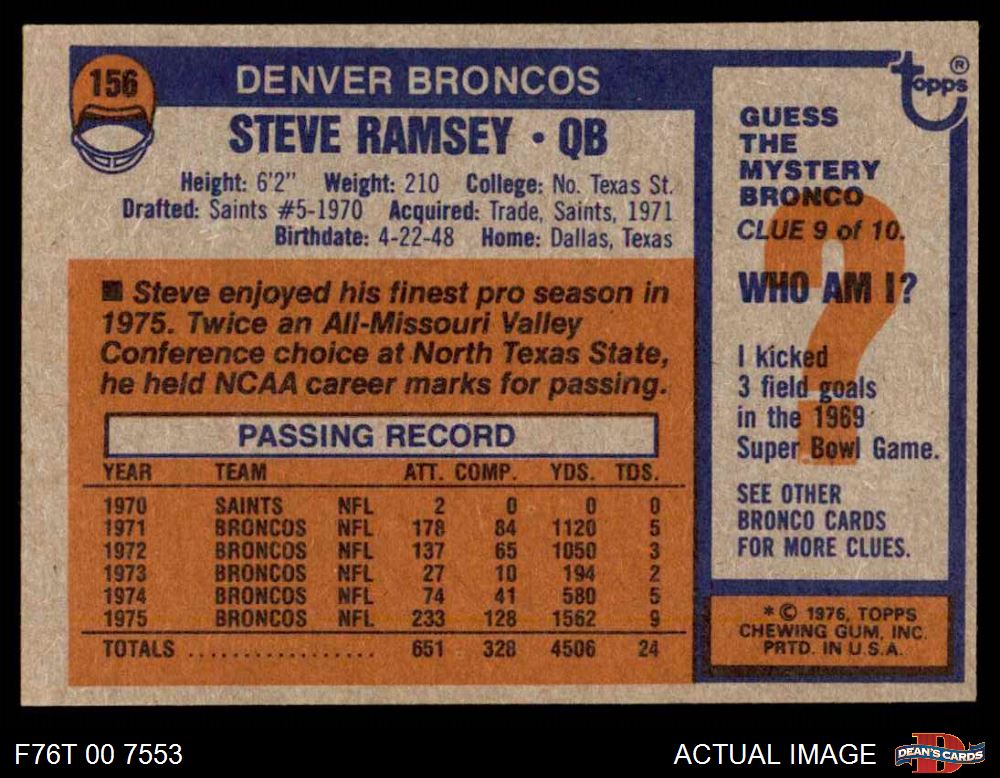 156
DENVER BRONCOS
STEVE RAMSEY · QB
Height: 6'2" Weight: 210 College: No. Texas St.
Drafted: Saints #5-1970 Acquired: Trade, Saints, 1971
Birthdate: 4-22-48 Home: Dallas, Texas
■ Steve enjoyed his finest pro season in
1975. Twice an All-Missouri Valley
Conference choice at North Texas State,
he held NCAA career marks for passing.
PASSING RECORD
YEAR TEAM ATT. COMP. YDS. TDS.
1970 SAINTS NFL 2 0 0 0
1971 BRONCOS NFL 178 84 1120 5
1972 BRONCOS NFL 137 65 1050 3
1973 BRONCOS NFL 27 10 194 2
1974 BRONCOS NFL 74 41 580 5
1975 BRONCOS NFL 233 128 1562 9
TOTALS ................. 651 328 4506 24
topps ®
GUESS
THE
MYSTERY
BRONCO
CLUE 9 of 10.
?
WHO AM I?
I kicked
3 field goals
in the 1969
Super Bowl Game.
SEE OTHER
BRONCO CARDS
FOR MORE CLUES.
* © 1976, TOPPS
CHEWING GUM, INC.
PRTD. IN U.S.A.
F76T 00 7553
ACTUAL IMAGE
D
DEAN'S CARDS